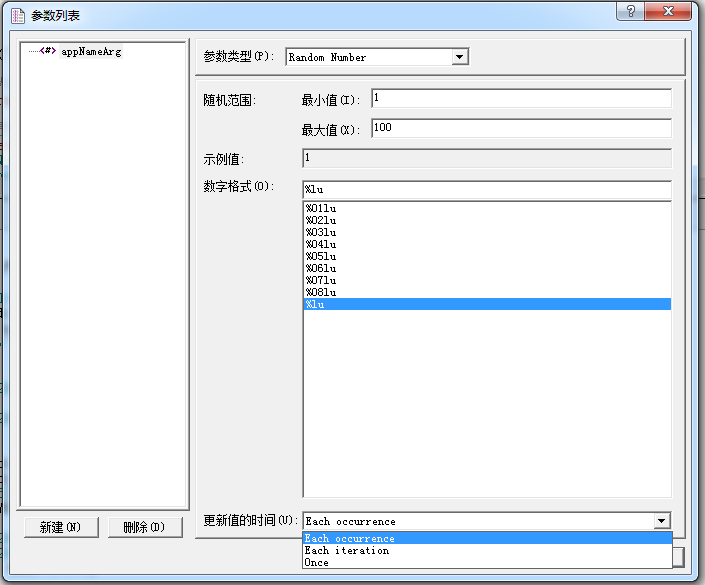 参数列表
?
<#> appNameArg
参数类型(P):
Random Number
随机范围:
最小值(I):
1
最大值(X):
100
示例值:
1
数字格式(O):
%lu
%01lu
%02lu
%03lu
%04lu
%05lu
%06lu
%07lu
%08lu
%lu
更新值的时间(U):
Each occurrence
Each occurrence
Each iteration
Once
新建(N)
删除(D)